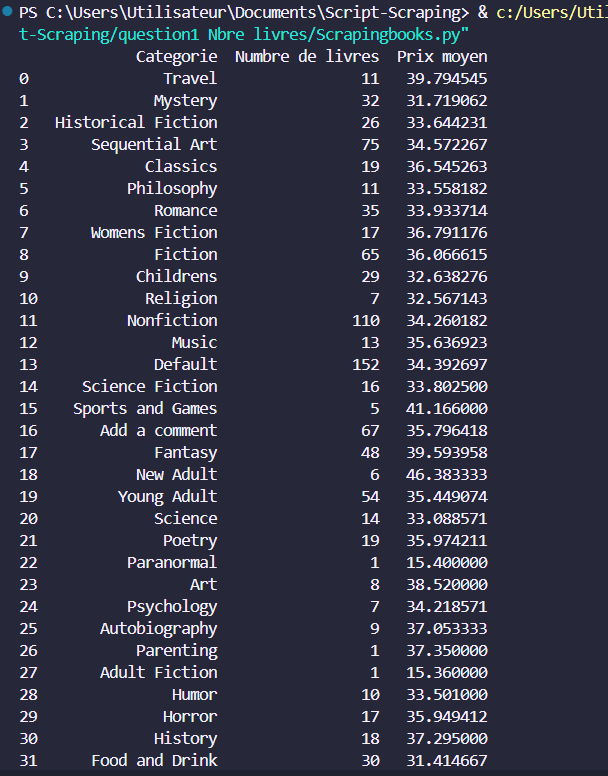 PS C:\Users\Utilisateur\Documents\Script-Scraping> & c:/Users/Util
t-Scraping/question1 Nbre livres/Scrapingbooks.py"
Categorie Numbre de livres Prix moyen
0 Travel 11 39.794545
1 Mystery 32 31.719062
2 Historical Fiction 26 33.644231
3 Sequential Art 75 34.572267
4 Classics 19 36.545263
5 Philosophy 11 33.558182
6 Romance 35 33.933714
7 Womens Fiction 17 36.791176
8 Fiction 65 36.066615
9 Childrens 29 32.638276
10 Religion 7 32.567143
11 Nonfiction 110 34.260182
12 Music 13 35.636923
13 Default 152 34.392697
14 Science Fiction 16 33.802500
15 Sports and Games 5 41.166000
16 Add a comment 67 35.796418
17 Fantasy 48 39.593958
18 New Adult 6 46.383333
19 Young Adult 54 35.449074
20 Science 14 33.088571
21 Poetry 19 35.974211
22 Paranormal 1 15.400000
23 Art 8 38.520000
24 Psychology 7 34.218571
25 Autobiography 9 37.053333
26 Parenting 1 37.350000
27 Adult Fiction 1 15.360000
28 Humor 10 33.501000
29 Horror 17 35.949412
30 History 18 37.295000
31 Food and Drink 30 31.414667